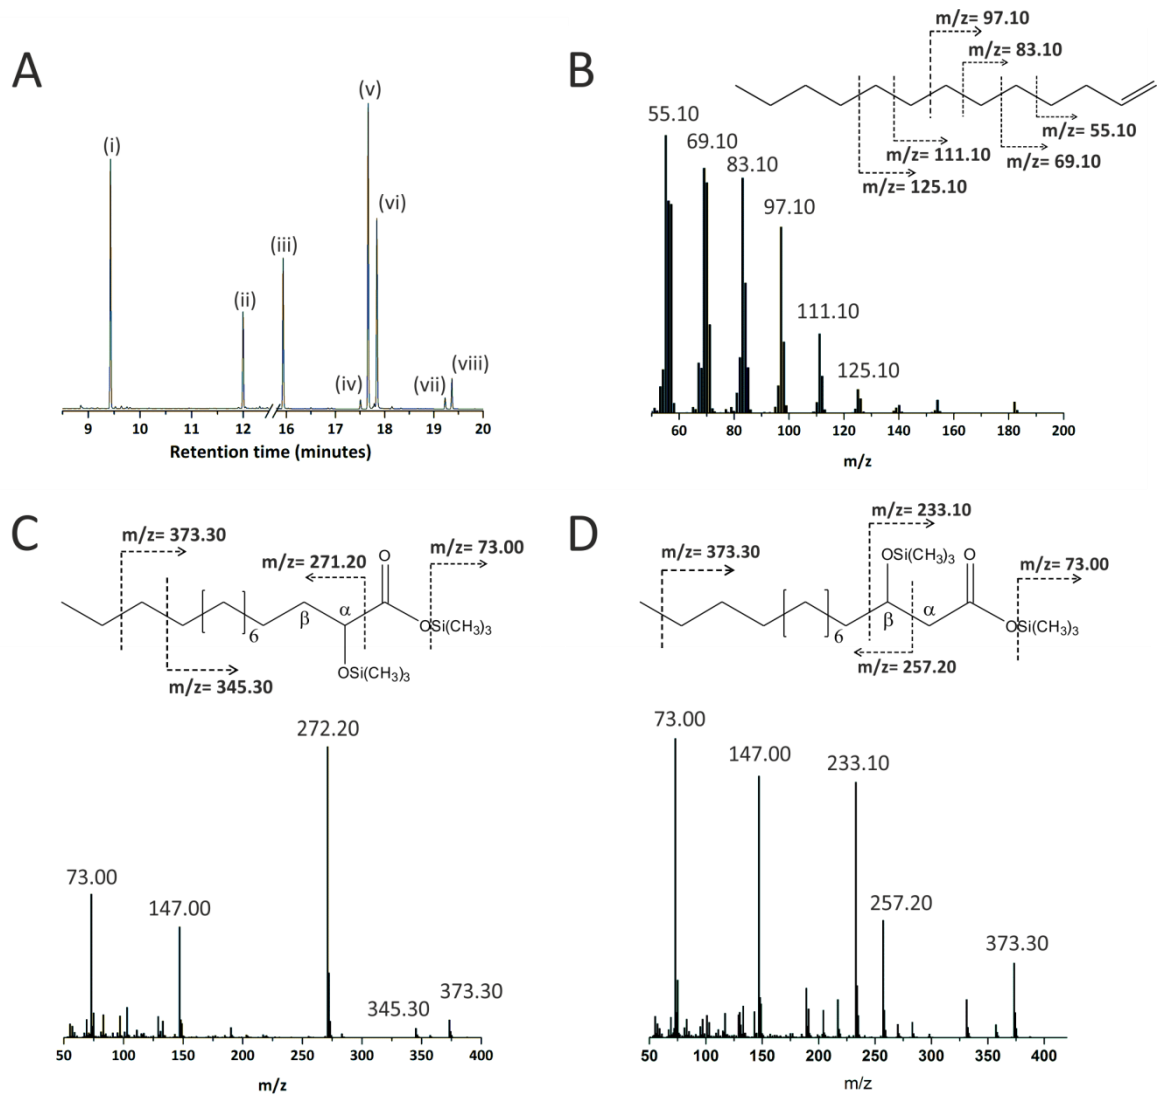 A
(i)
(ii)
(iii)
(iv)
(v)
(vi)
(vii)
(viii)
9 10 11 12 16 17 18 19 20
Retention time (minutes)
B
m/z= 97.10
m/z= 83.10
m/z= 55.10
m/z= 111.10
m/z= 69.10
m/z= 125.10
55.10
69.10
83.10
97.10
111.10
125.10
60 80 100 120 140 160 180 200
m/z
C
m/z= 373.30
m/z= 271.20
m/z= 73.00
O
β
α
6
OSi(CH3)3
OSi(CH3)3
m/z= 345.30
272.20
73.00
147.00
345.30
373.30
50 100 150 200 250 300 350 400
m/z
D
m/z= 233.10
m/z= 373.30
OSi(CH3)3
O
m/z= 73.00
α
β
6
OSi(CH3)3
m/z= 257.20
73.00
147.00
233.10
257.20
373.30
50 100 150 200 250 300 350 400
m/z